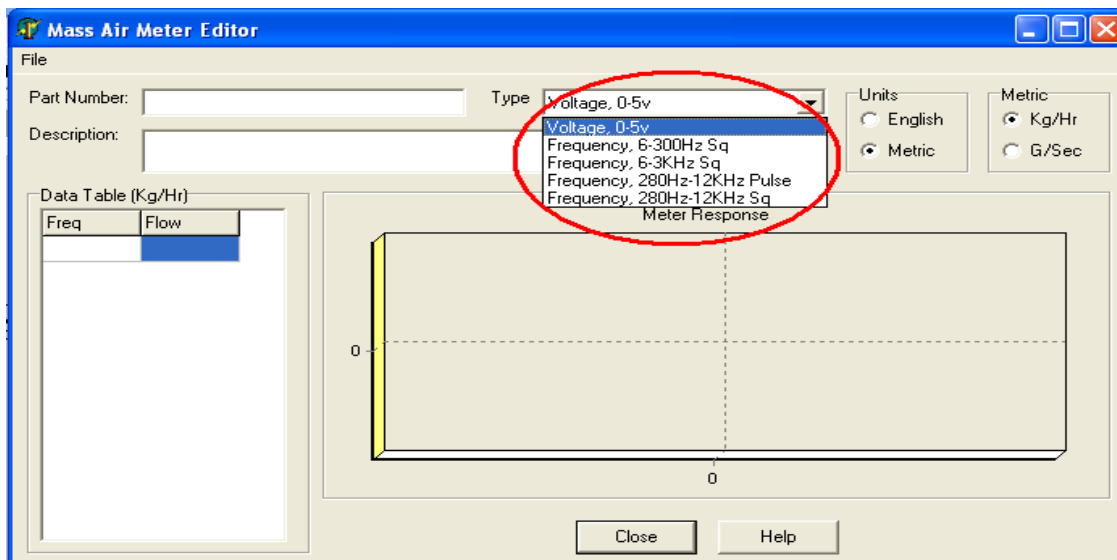 Mass Air Meter Editor
File
Part Number:
Type
Voltage, 0-5v
Voltage, 0-5v
Frequency, 6-300Hz Sq
Frequency, 6-3KHz Sq
Frequency, 280Hz-12KHz Pulse
Frequency, 280Hz-12KHz Sq
Units
English
Metric
Metric
Kg/Hr
G/Sec
Description:
Data Table (Kg/Hr)
Freq Flow
Meter Response
0
0
Close Help